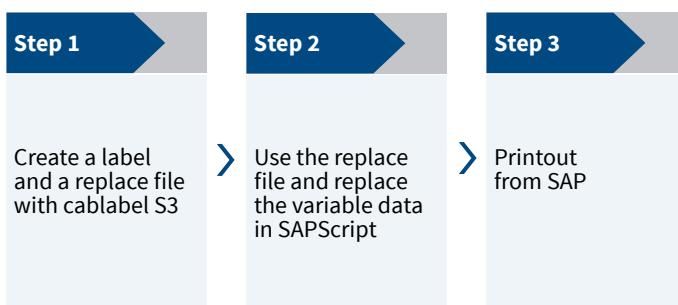 Step 1
Create a label
and a replace file
with cablabel S3
Step 2
Use the replace
file and replace
the variable data
in SAPScript
Step 3
Printout
from SAP